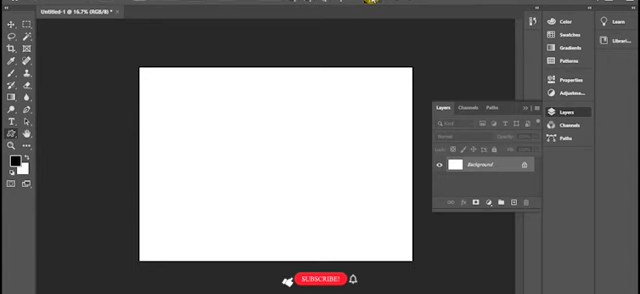 Untitled-1 @ 16.7% (RGB/8) *
Color
Learn
Swatches
Librari...
Gradients
Patterns
Properties
Adjustme...
Layers
Channels
Paths
Layers Channels Paths
Kind
Normal Opacity:
Lock: Fill:
Background
SUBSCRIBE!